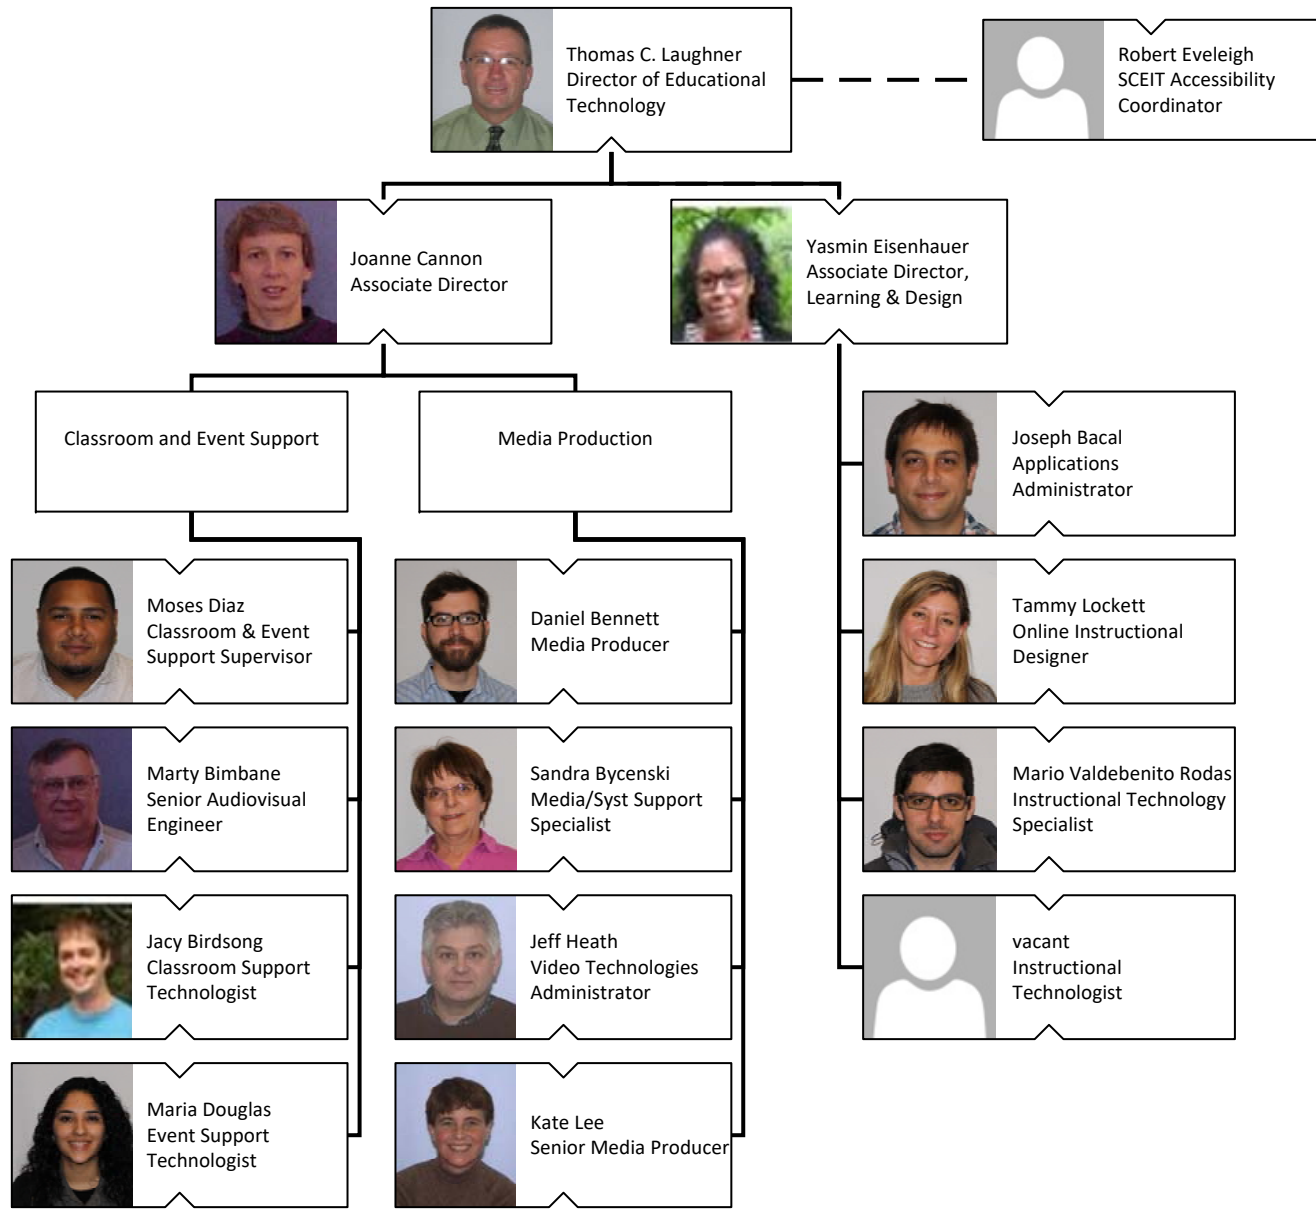 Thomas C. Laughner
Director of Educational
Technology
Robert Eveleigh
SCEIT Accessibility
Coordinator
Joanne Cannon
Associate Director
Yasmin Eisenhauer
Associate Director,
Learning & Design
Classroom and Event Support
Media Production
Joseph Bacal
Applications
Administrator
Moses Diaz
Classroom & Event
Support Supervisor
Daniel Bennett
Media Producer
Tammy Lockett
Online Instructional
Designer
Marty Bimbane
Senior Audiovisual
Engineer
Sandra Bycenski
Media/Syst Support
Specialist
Mario Valdebenito Rodas
Instructional Technology
Specialist
Jacy Birdsong
Classroom Support
Technologist
Jeff Heath
Video Technologies
Administrator
vacant
Instructional
Technologist
Maria Douglas
Event Support
Technologist
Kate Lee
Senior Media Producer